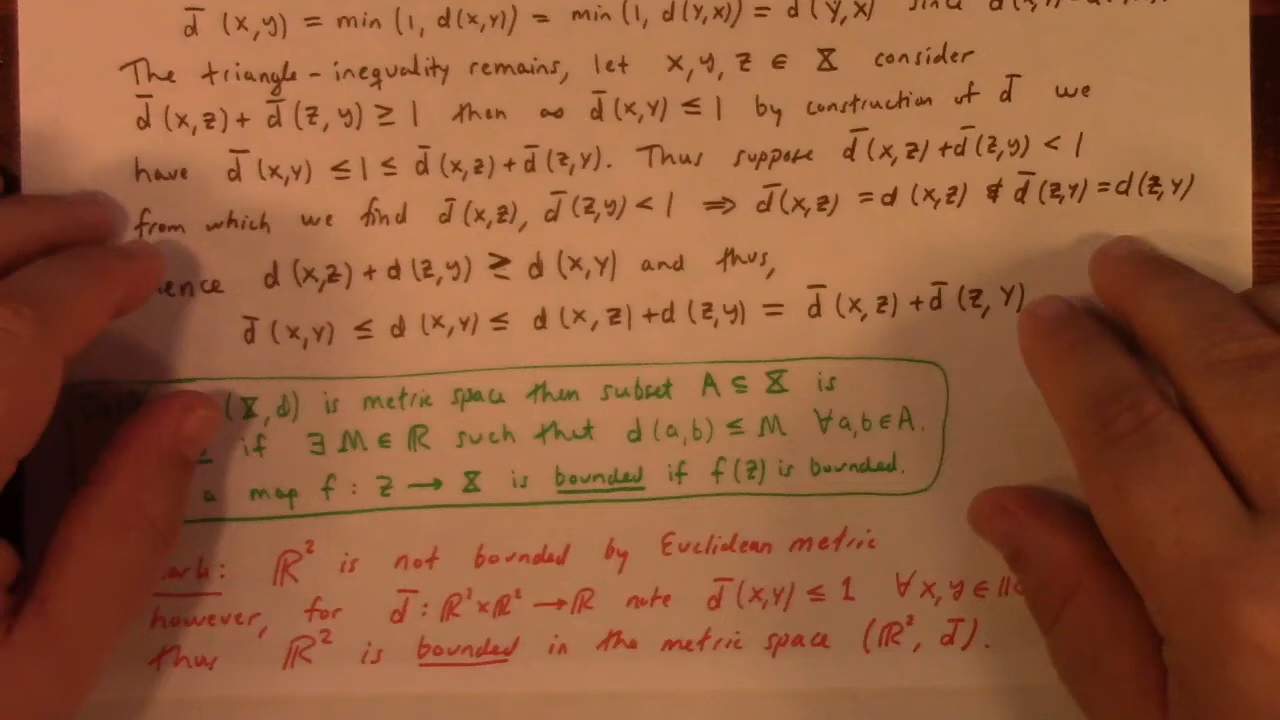 d̄ (x,y) = min (1, d(x,y)) = min (1, d(y,x)) = d̄(y,x) since
The triangle-inequality remains, let x, y, z ∈ X consider
d̄(x,z) + d̄(z,y) ≥ 1 then as d̄(x,y) ≤ 1 by construction of d̄ we
have d̄(x,y) ≤ 1 ≤ d̄(x,z) + d̄(z,y). Thus suppose d̄(x,z) + d̄(z,y) < 1
from which we find d̄(x,z), d̄(z,y) < 1 ⇒ d̄(x,z) = d(x,z) & d̄(z,y) = d(z,y)
d(x,z) + d(z,y) ≥ d(x,y) and thus,
d̄(x,y) ≤ d(x,y) ≤ d(x,z) + d(z,y) = d̄(x,z) + d̄(z,y)
(X,d) is metric space then subset A ⊆ X is
if ∃ M ∈ ℝ such that d(a,b) ≤ M ∀a,b ∈ A.
a map f : Z → X is bounded if f(Z) is bounded.
ℝ² is not bounded by Euclidean metric
however, for d̄ : ℝ² × ℝ² → ℝ note d̄(x,y) ≤ 1 ∀ x, y ∈
thus ℝ² is bounded in the metric space (ℝ², d̄).